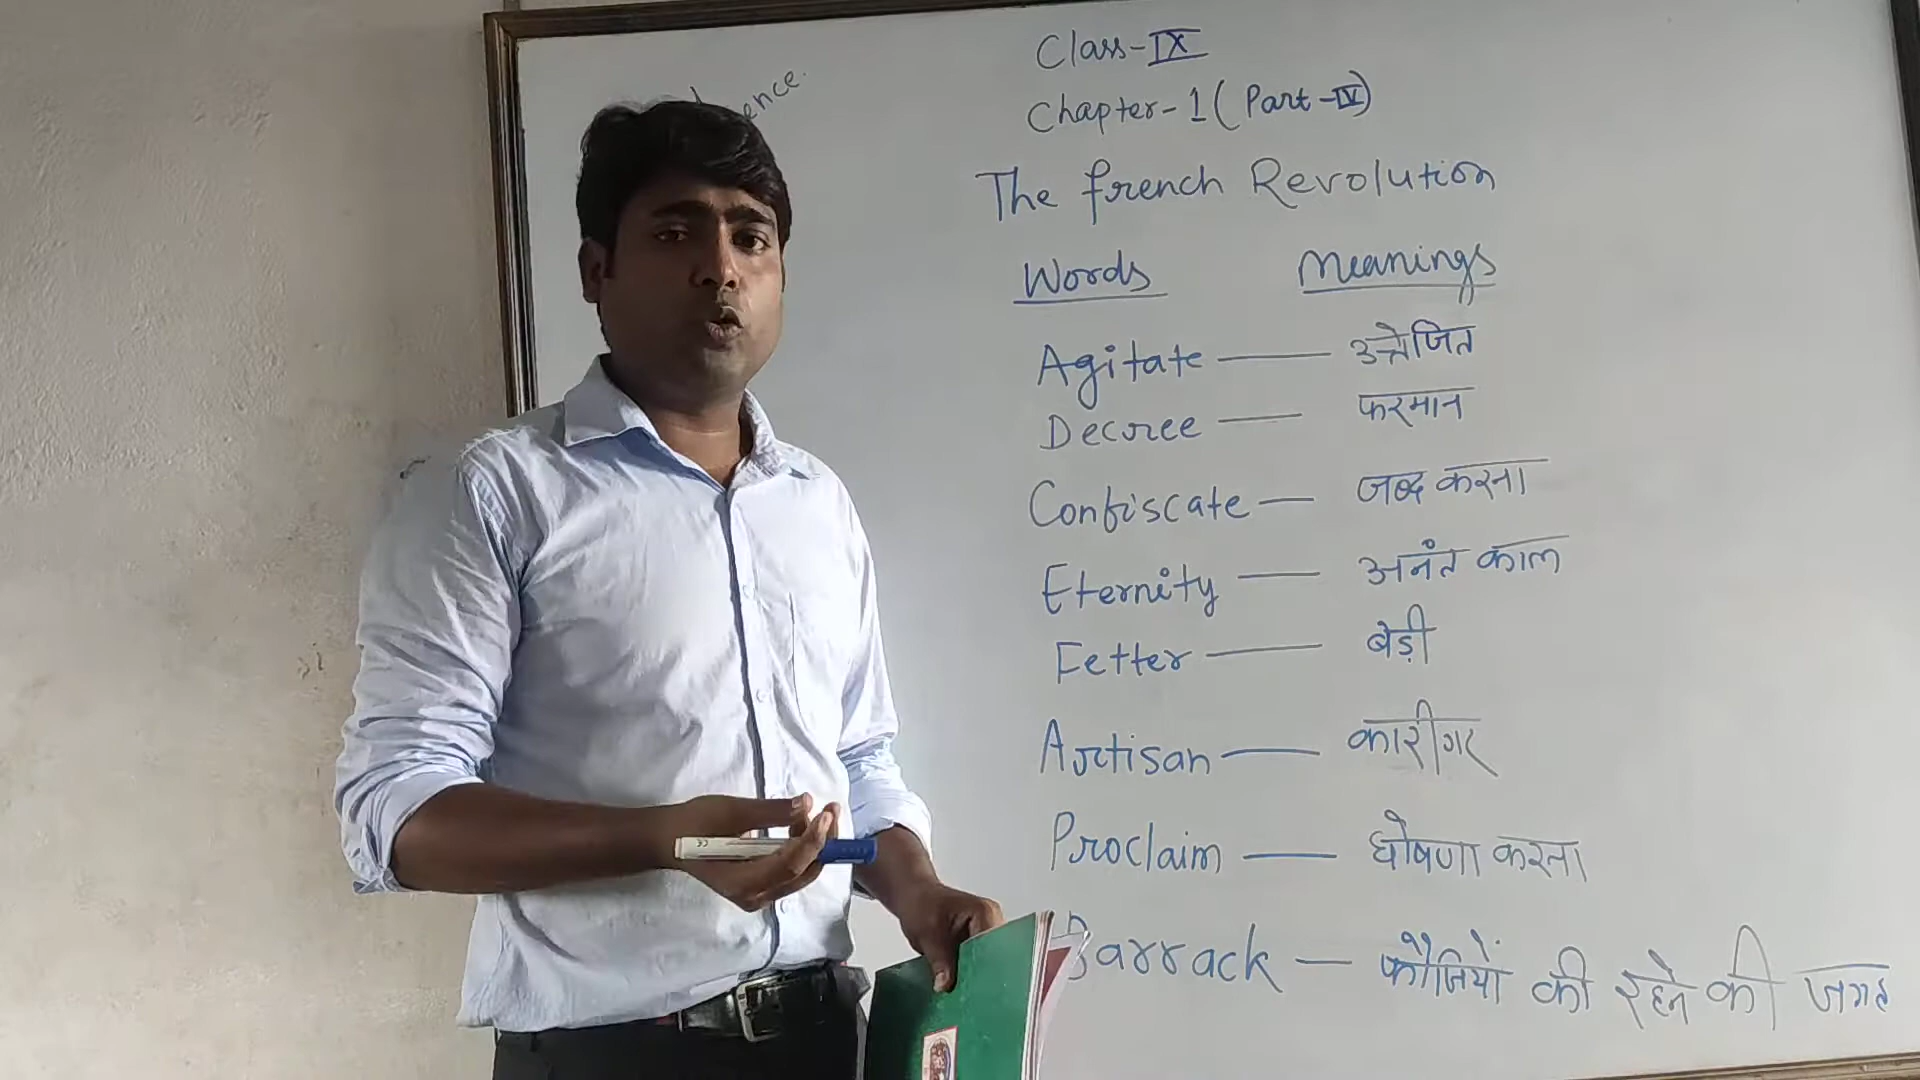 ence.
Class-IX
Chapter-1 (Part-IV)
The french Revolution
Words Meanings
Agitate — उत्तेजित
Decree — फरमान
Confiscate — जब्द करना
Eternity — अनंत काल
Fetter — बेड़ी
Artisan — कारीगर
Proclaim — घोषणा करना
Barrack — फौजियों की रहने की जगह